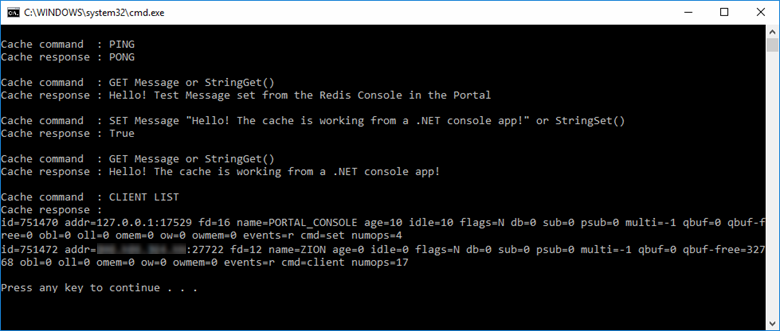 C:\WINDOWS\system32\cmd.exe
Cache command  : PING
Cache response : PONG
Cache command  : GET Message or StringGet()
Cache response : Hello! Test Message set from the Redis Console in the Portal
Cache command  : SET Message "Hello! The cache is working from a .NET console app!" or StringSet()
Cache response : True
Cache command  : GET Message or StringGet()
Cache response : Hello! The cache is working from a .NET console app!
Cache command  : CLIENT LIST
Cache response :
id=751470 addr=127.0.0.1:17529 fd=16 name=PORTAL_CONSOLE age=10 idle=10 flags=N db=0 sub=0 psub=0 multi=-1 qbuf=0 qbuf-f
ree=0 obl=0 oll=0 omem=0 ow=0 owmem=0 events=r cmd=set numops=4
id=751472 addr= :27722 fd=12 name=ZION age=0 idle=0 flags=N db=0 sub=0 psub=0 multi=-1 qbuf=0 qbuf-free=327
68 obl=0 oll=0 omem=0 ow=0 owmem=0 events=r cmd=client numops=17
Press any key to continue . . .